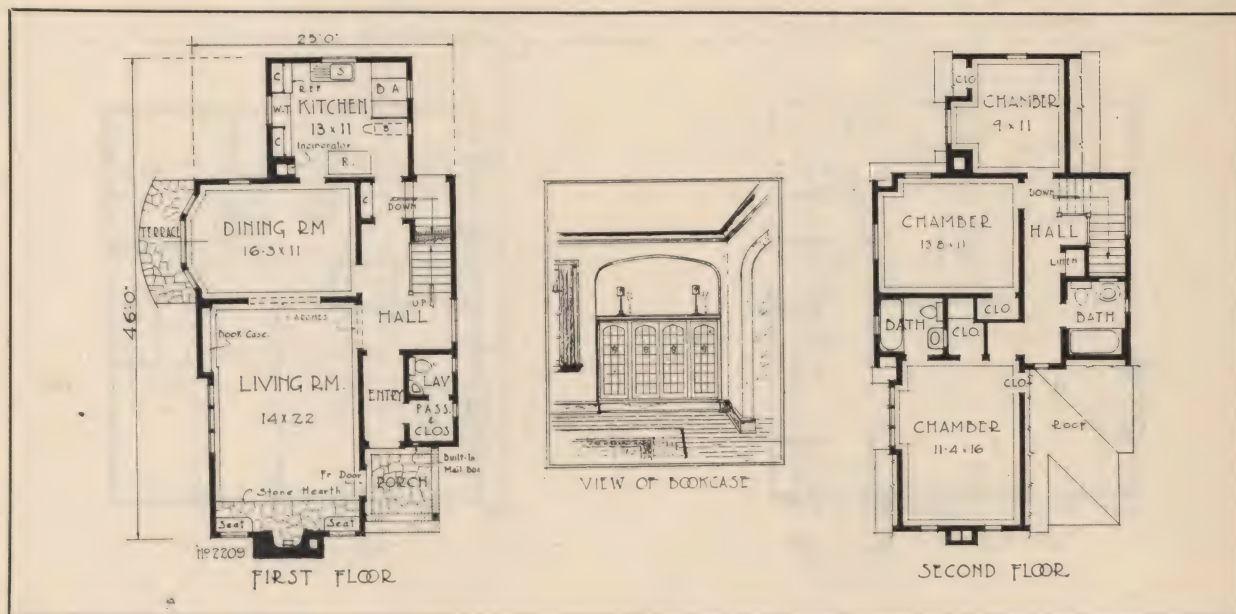 25'0"
46'0"
C
S
REF
KITCHEN
13 x 11
D A
W.T.
B
C
Incinerator
R.
C
DOWN
TERRACE
DINING RM
16-3 x 11
UP
HALL
ARCHES
Book Case
LIVING RM.
14 x 22
LAV
ENTRY
PASS.
&
CLOS
Built-In
Mail Box
Fr. Door
PORCH
Stone Hearth
Seat
Seat
No 2209
FIRST FLOOR
VIEW OF BOOKCASE
CLO
CHAMBER
9 x 11
DOWN
CHAMBER
13-8 x 11
HALL
LINEN
CLO
BATH
CLO.
BATH
CLO.
CHAMBER
11-4 x 16
ROOF
SECOND FLOOR